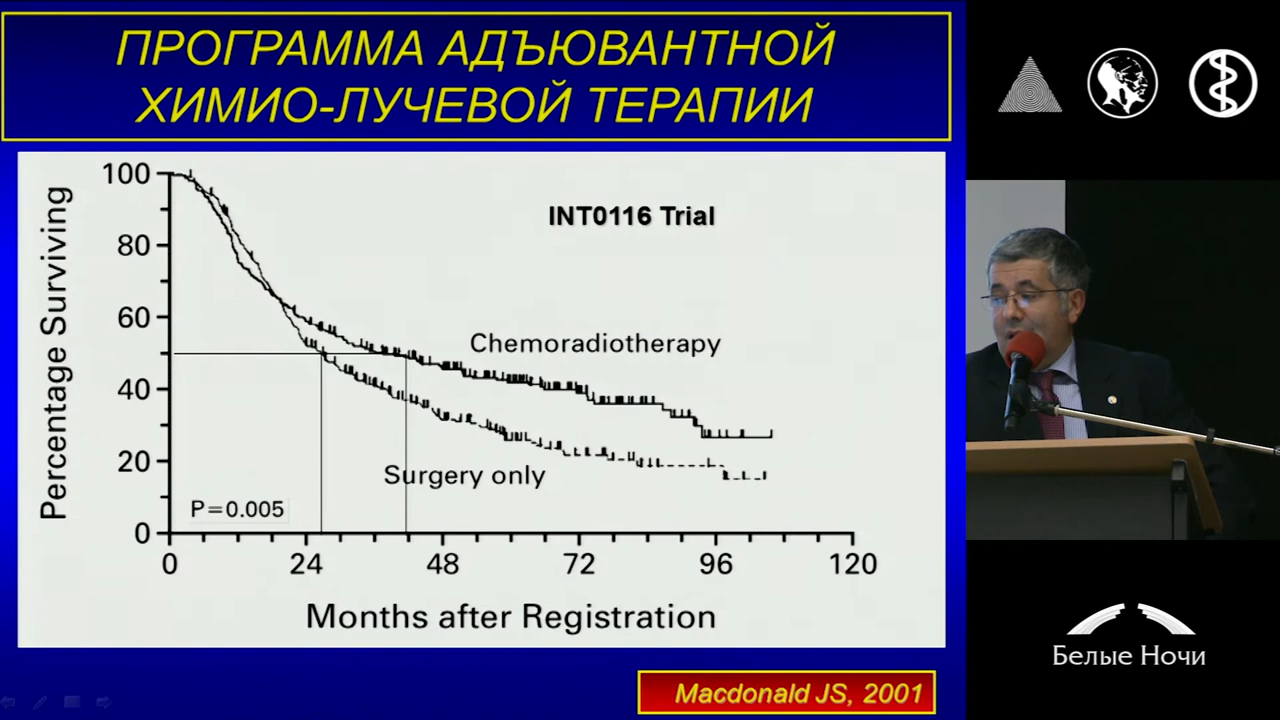 ПРОГРАММА АДЪЮВАНТНОЙ
ХИМИО-ЛУЧЕВОЙ ТЕРАПИИ
INT0116 Trial
Percentage Surviving
100
80
60
40
20
0
Chemoradiotherapy
Surgery only
P=0.005
0 24 48 72 96 120
Months after Registration
Macdonald JS, 2001
Белые Ночи